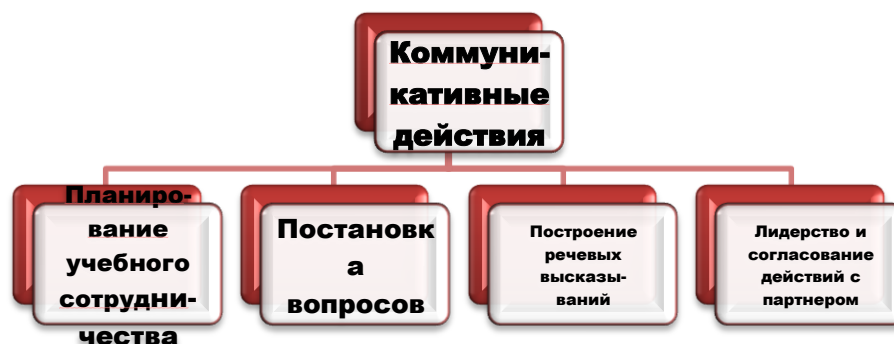 Коммуни-
кативные
действия
Планиро-
вание
учебного
сотрудни-
чества
Постановк
а
вопросов
Построение
речевых
высказы-
ваний
Лидерство и
согласование
действий с
партнером